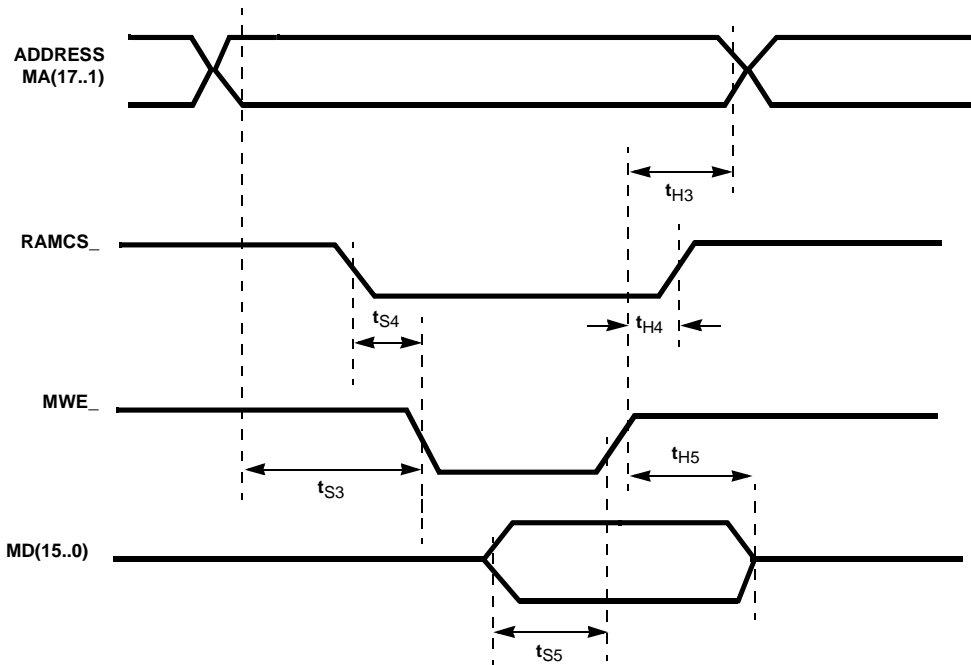 ADDRESS
MA(17..1)
tH3
RAMCS_
tS4
tH4
MWE_
tH5
tS3
MD(15..0)
tS5